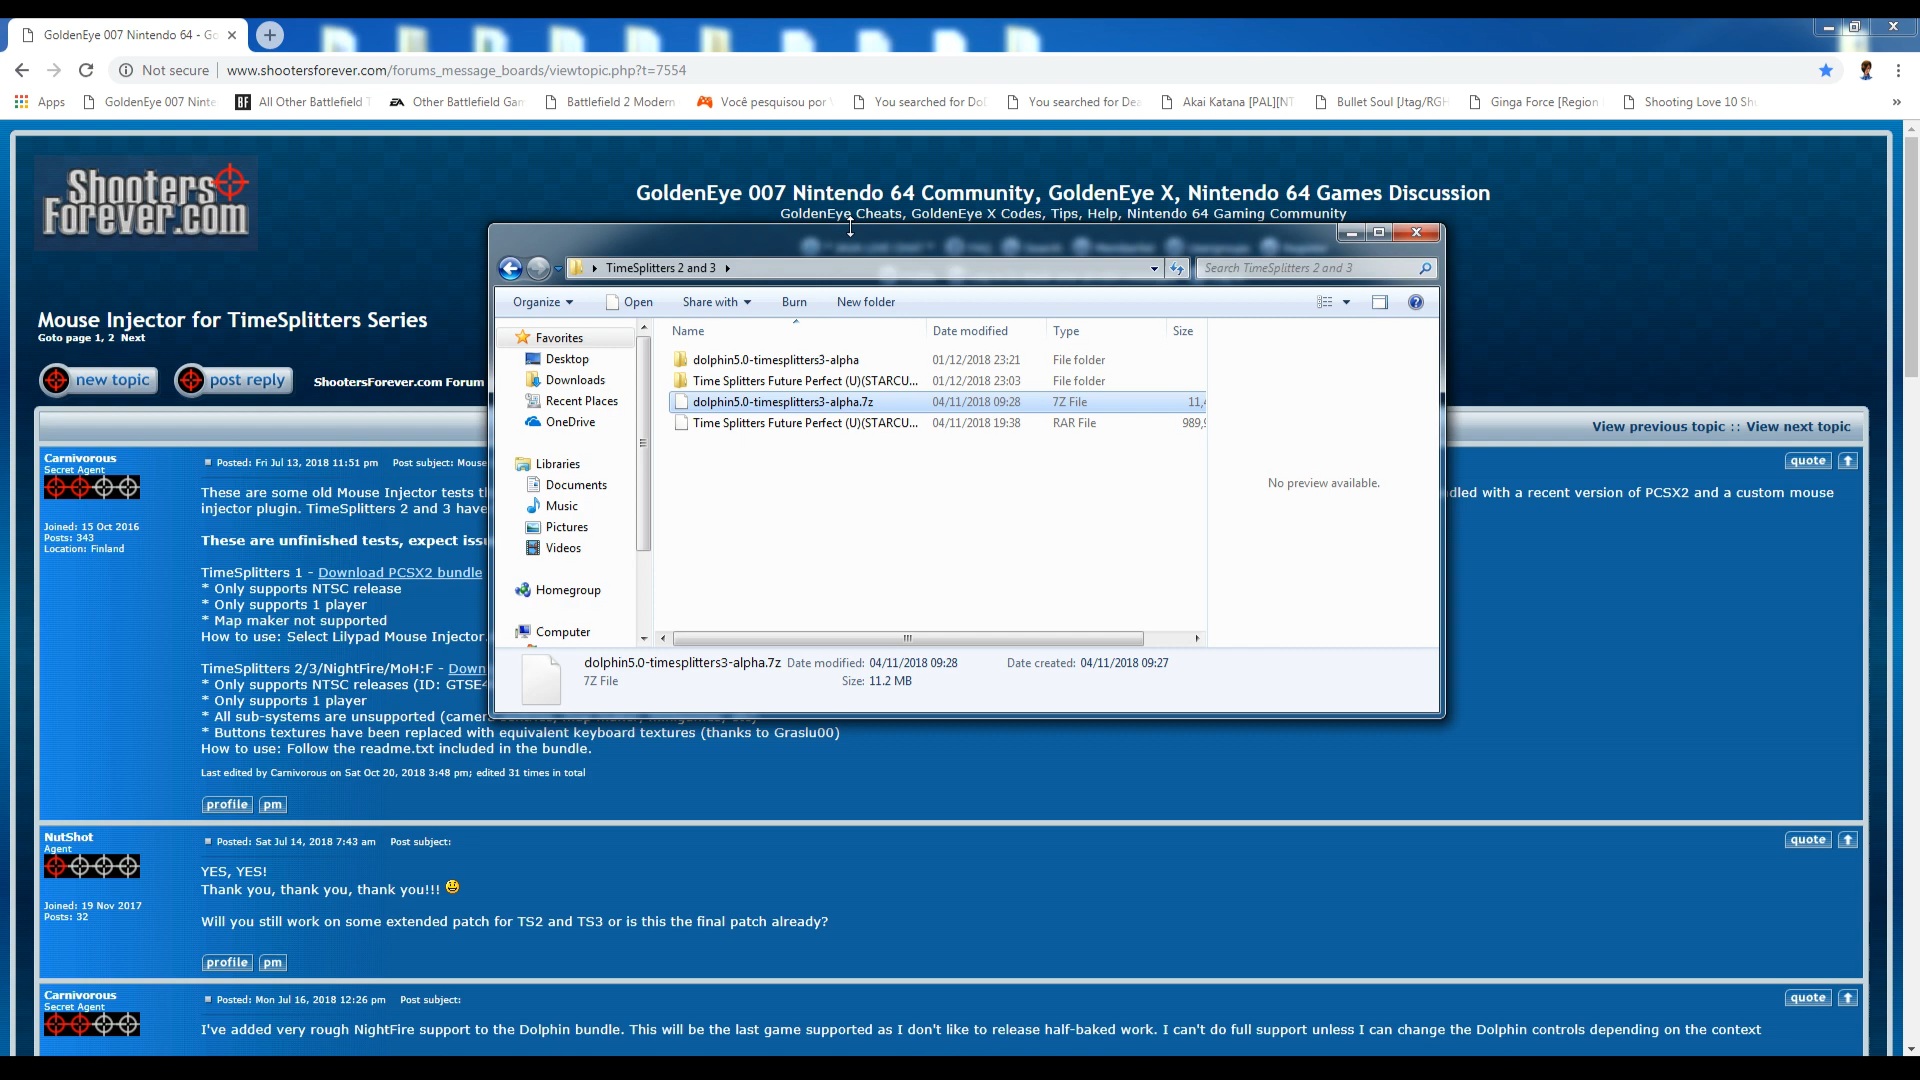 GoldenEye 007 Nintendo 64 - Go
Not secure
www.shootersforever.com/forums_message_boards/viewtopic.php?t=7554
Apps
GoldenEye 007 Ninte
BF All Other Battlefield T
EA Other Battlefield Gan
Battlefield 2 Modern
Você pesquisou por
You searched for Dol
You searched for Dea
Akai Katana [PAL][NT
Bullet Soul [Jtag/RGH
Ginga Force [Region
Shooting Love 10 Sh
Shooters
Forever.com
GoldenEye 007 Nintendo 64 Community, GoldenEye X, Nintendo 64 Games Discussion
GoldenEye Cheats, GoldenEye X Codes, Tips, Help, Nintendo 64 Gaming Community
TimeSplitters 2 and 3
Search TimeSplitters 2 and 3
Organize
Open
Share with
Burn
New folder
Name
Date modified
Type
Size
Favorites
Desktop
Downloads
Recent Places
OneDrive
Libraries
Documents
Music
Pictures
Videos
Homegroup
Computer
dolphin5.0-timesplitters3-alpha 01/12/2018 23:21 File folder
Time Splitters Future Perfect (U)(STARCU... 01/12/2018 23:03 File folder
dolphin5.0-timesplitters3-alpha.7z 04/11/2018 09:28 7Z File 11,
Time Splitters Future Perfect (U)(STARCU... 04/11/2018 19:38 RAR File 989,
No preview available.
dolphin5.0-timesplitters3-alpha.7z Date modified: 04/11/2018 09:28 Date created: 04/11/2018 09:27
7Z File Size: 11.2 MB
Mouse Injector for TimeSplitters Series
Goto page 1, 2 Next
new topic
post reply
ShootersForever.com Forum
View previous topic :: View next topic
Carnivorous
Secret Agent
Joined: 15 Oct 2016
Posts: 343
Location: Finland
Posted: Fri Jul 13, 2018 11:51 pm Post subject: Mouse
quote
These are some old Mouse Injector tests th
dled with a recent version of PCSX2 and a custom mouse
injector plugin. TimeSplitters 2 and 3 have
These are unfinished tests, expect issu
TimeSplitters 1 - Download PCSX2 bundle
* Only supports NTSC release
* Only supports 1 player
* Map maker not supported
How to use: Select Lilypad Mouse Injector.
TimeSplitters 2/3/NightFire/MoH:F - Down
* Only supports NTSC releases (ID: GTSE4
* Only supports 1 player
* All sub-systems are unsupported (camer
* Buttons textures have been replaced with equivalent keyboard textures (thanks to Graslu00)
How to use: Follow the readme.txt included in the bundle.
Last edited by Carnivorous on Sat Oct 20, 2018 3:48 pm; edited 31 times in total
profile
pm
NutShot
Agent
Joined: 19 Nov 2017
Posts: 32
Posted: Sat Jul 14, 2018 7:43 am Post subject:
quote
YES, YES!
Thank you, thank you, thank you!!!
Will you still work on some extended patch for TS2 and TS3 or is this the final patch already?
profile
pm
Carnivorous
Secret Agent
Posted: Mon Jul 16, 2018 12:26 pm Post subject:
quote
I've added very rough NightFire support to the Dolphin bundle. This will be the last game supported as I don't like to release half-baked work. I can't do full support unless I can change the Dolphin controls depending on the context